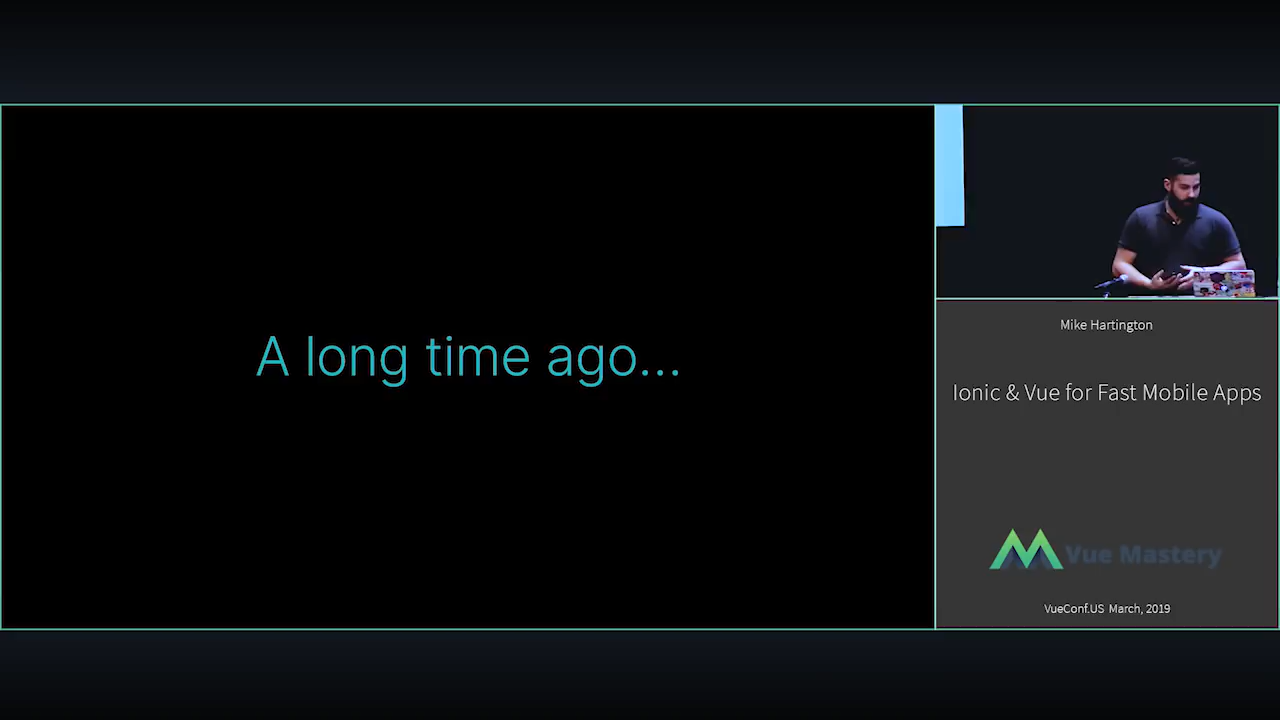 A long time ago...
Mike Hartington
Ionic & Vue for Fast Mobile Apps
Vue Mastery
VueConf.US March, 2019